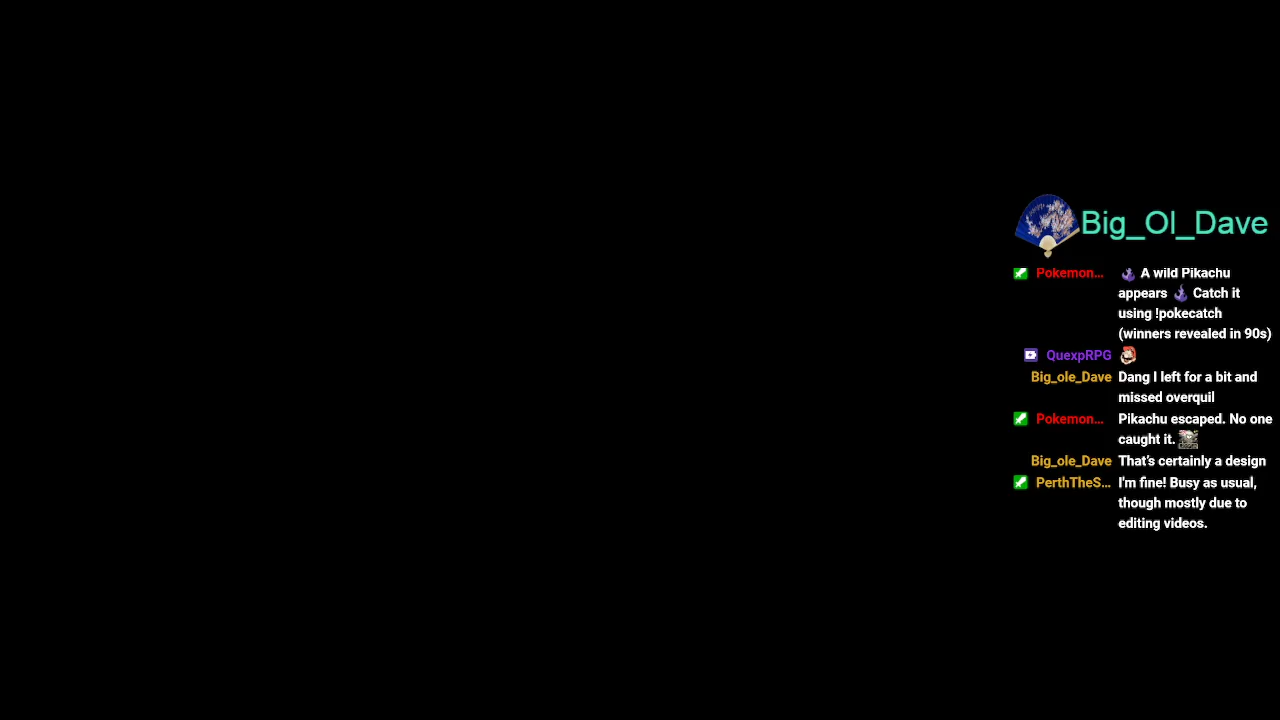 Big_Ol_Dave
Pokemon... A wild Pikachu
appears Catch it
using !pokecatch
(winners revealed in 90s)
QuexpRPG
Big_ole_Dave Dang I left for a bit and
missed overquil
Pokemon... Pikachu escaped. No one
caught it.
Big_ole_Dave That's certainly a design
PerthTheS... I'm fine! Busy as usual,
though mostly due to
editing videos.